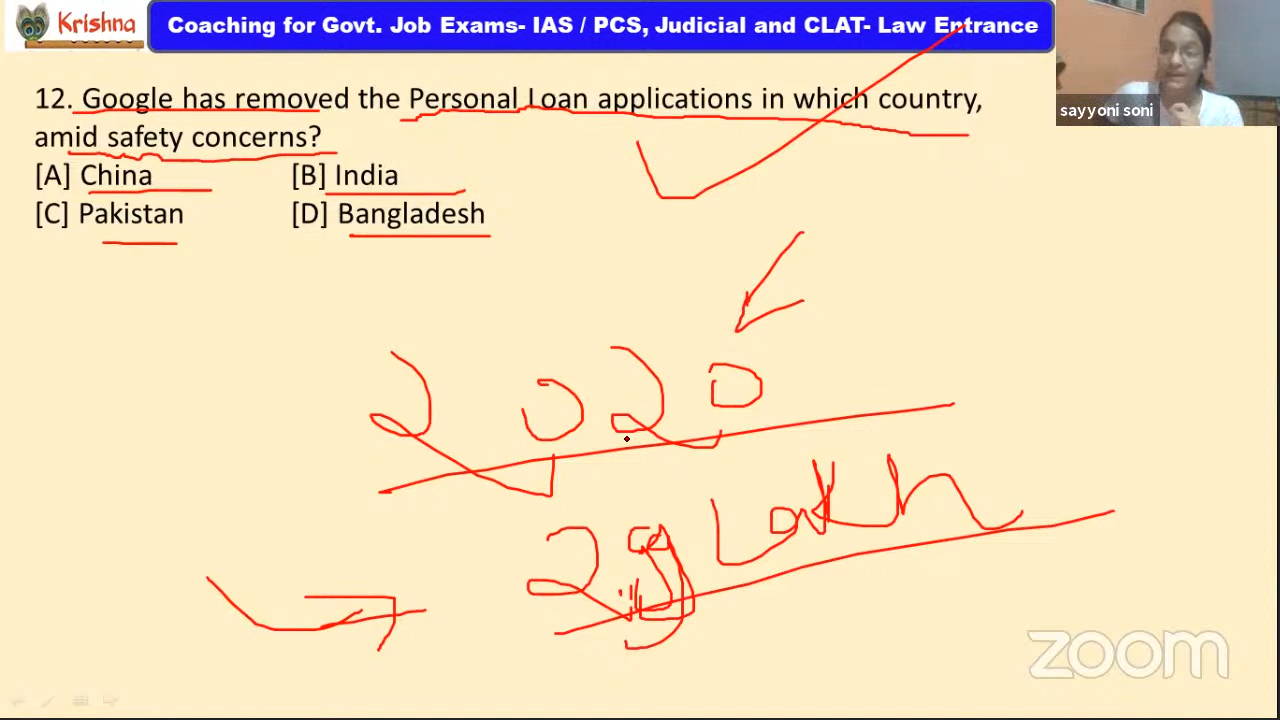 Krishna
Coaching for Govt. Job Exams- IAS / PCS, Judicial and CLAT- Law Entrance
sayyoni soni
12. Google has removed the Personal Loan applications in which country,
amid safety concerns?
[A] China [B] India
[C] Pakistan [D] Bangladesh
2020
Lakh
zoom